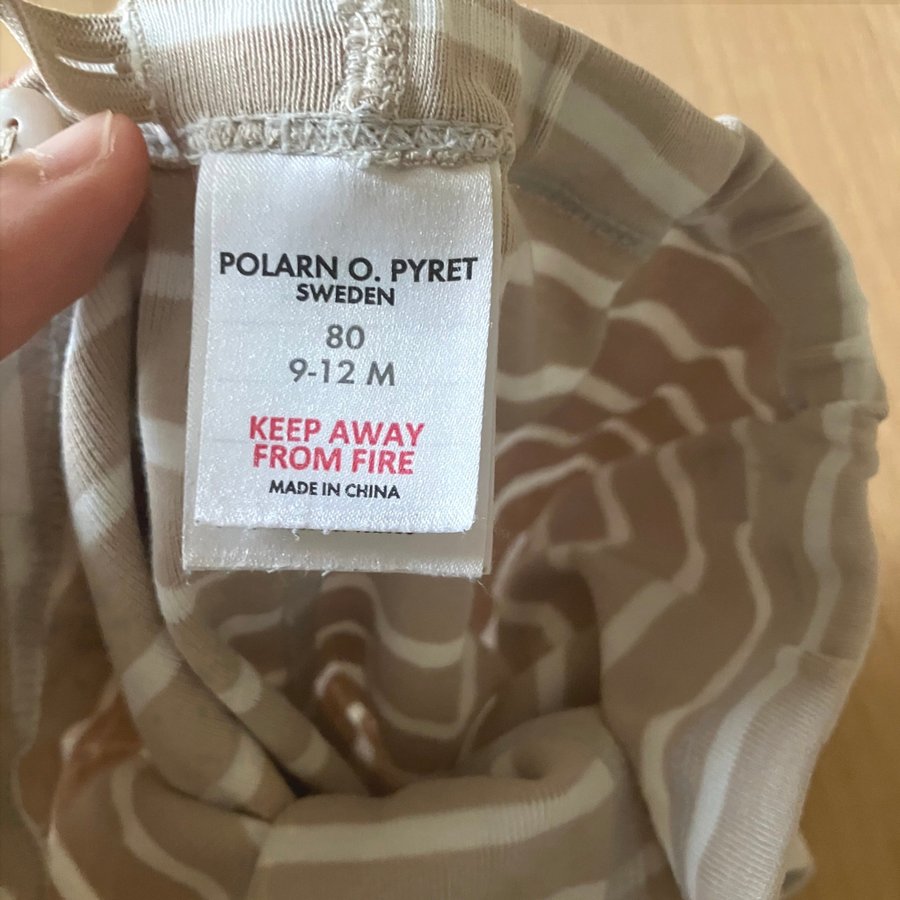 POLARN O. PYRET
SWEDEN
80
9-12 M
KEEP AWAY
FROM FIRE
MADE IN CHINA